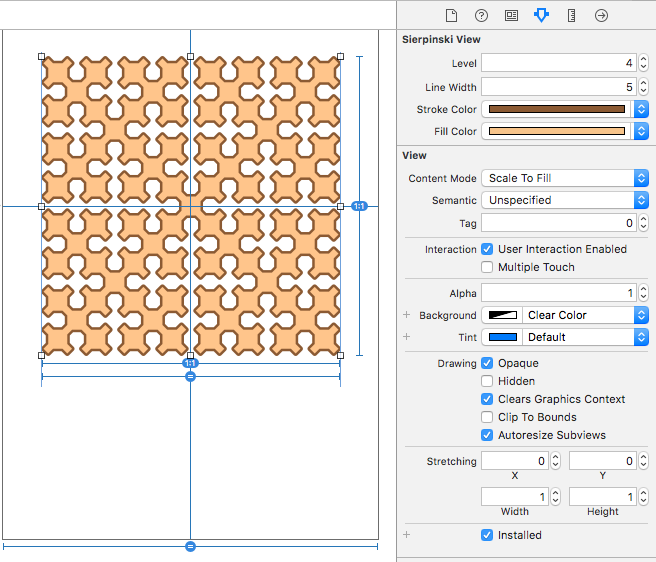 Sierpinski View
Level 4
Line Width 5
Stroke Color
Fill Color
View
Content Mode Scale To Fill
Semantic Unspecified
Tag 0
Interaction User Interaction Enabled
Multiple Touch
Alpha 1
+ Background Clear Color
+ Tint Default
Drawing Opaque
Hidden
Clears Graphics Context
Clip To Bounds
Autoresize Subviews
Stretching 0 0
X Y
1 1
Width Height
+ Installed
1:1
1:1
=
=